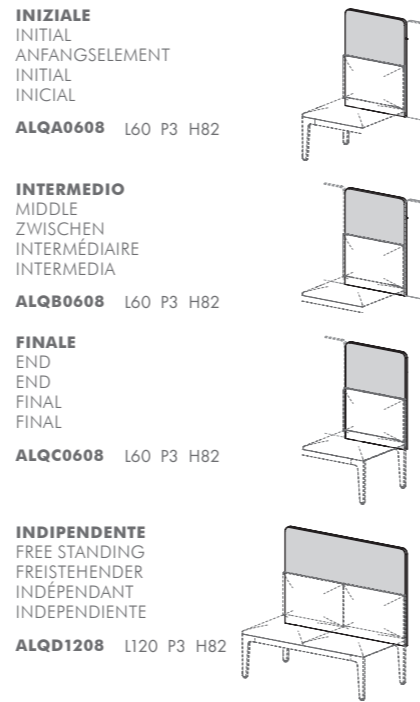 INIZIALE
INITIAL
ANFANGSELEMENT
INITIAL
INICIAL
ALQA0608 L60 P3 H82
INTERMEDIO
MIDDLE
ZWISCHEN
INTERMÉDIAIRE
INTERMEDIA
ALQB0608 L60 P3 H82
FINALE
END
END
FINAL
FINAL
ALQC0608 L60 P3 H82
INDIPENDENTE
FREE STANDING
FREISTEHENDER
INDÉPENDANT
INDEPENDIENTE
ALQD1208 L120 P3 H82